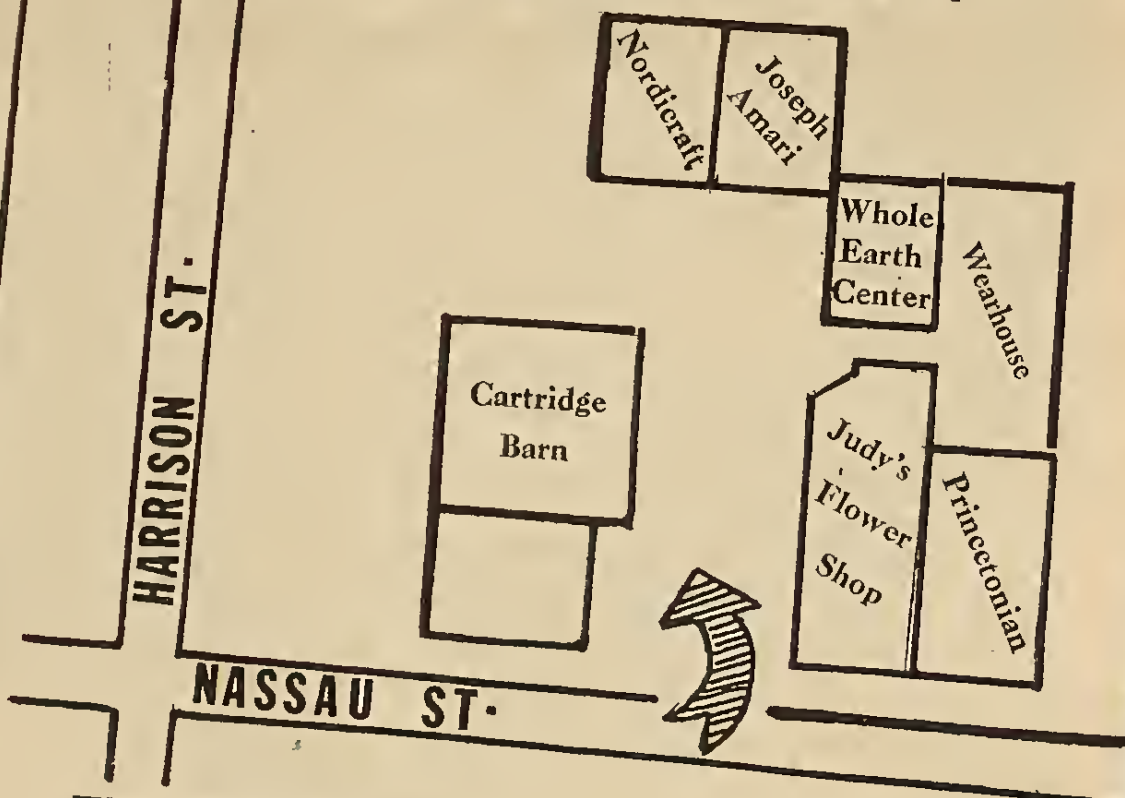 Nordicraft
Joseph
Amari
Whole
Earth
Center
Wearhouse
HARRISON ST.
Cartridge
Barn
Judy's
Flower
Shop
Princetonian
NASSAU ST.